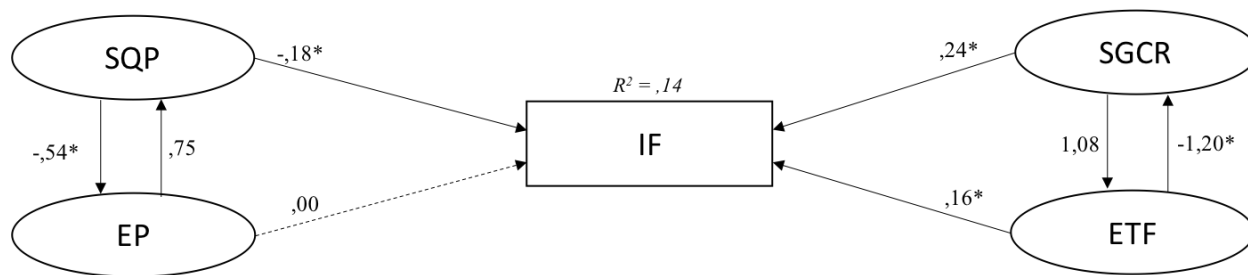 SQP
-,18*
,24*
SGCR
R² = ,14
-,54*
,75
IF
1,08
-1,20*
EP
,00
,16*
ETF